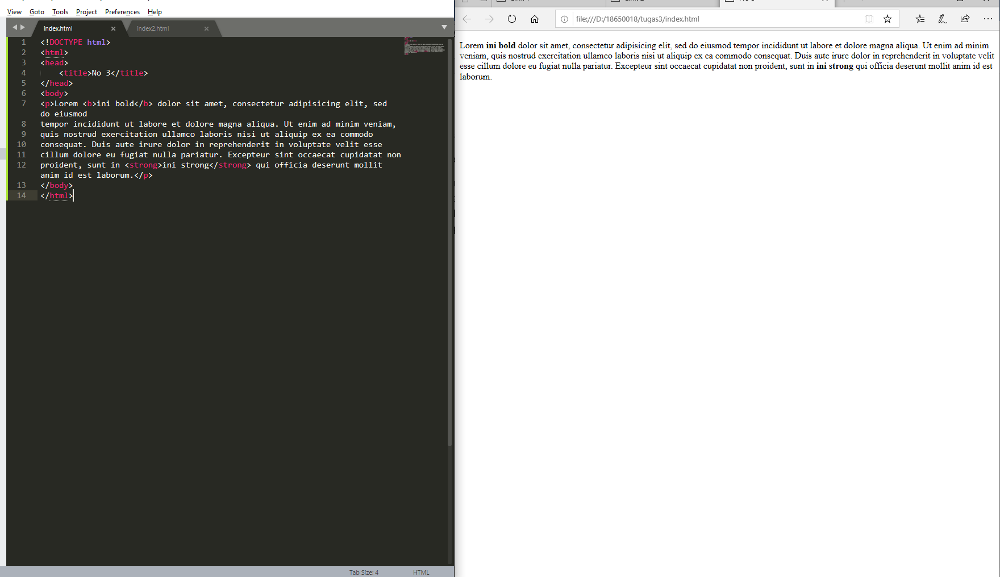 View Goto Tools Project Preferences Help
index.html index2.html
1 <!DOCTYPE html>
2 <html>
3 <head>
4 <title>No 3</title>
5 </head>
6 <body>
7 <p>Lorem <b>ini bold</b> dolor sit amet, consectetur adipisicing elit, sed
do eiusmod
8 tempor incididunt ut labore et dolore magna aliqua. Ut enim ad minim veniam,
9 quis nostrud exercitation ullamco laboris nisi ut aliquip ex ea commodo
10 consequat. Duis aute irure dolor in reprehenderit in voluptate velit esse
11 cillum dolore eu fugiat nulla pariatur. Excepteur sint occaecat cupidatat non
12 proident, sunt in <strong>ini strong</strong> qui officia deserunt mollit
anim id est laborum.</p>
13 </body>
14 </html>
Tab Size: 4 HTML
file:///D:/18650018/tugas3/index.html
Lorem ini bold dolor sit amet, consectetur adipisicing elit, sed do eiusmod tempor incididunt ut labore et dolore magna aliqua. Ut enim ad minim
veniam, quis nostrud exercitation ullamco laboris nisi ut aliquip ex ea commodo consequat. Duis aute irure dolor in reprehenderit in voluptate velit
esse cillum dolore eu fugiat nulla pariatur. Excepteur sint occaecat cupidatat non proident, sunt in ini strong qui officia deserunt mollit anim id est
laborum.